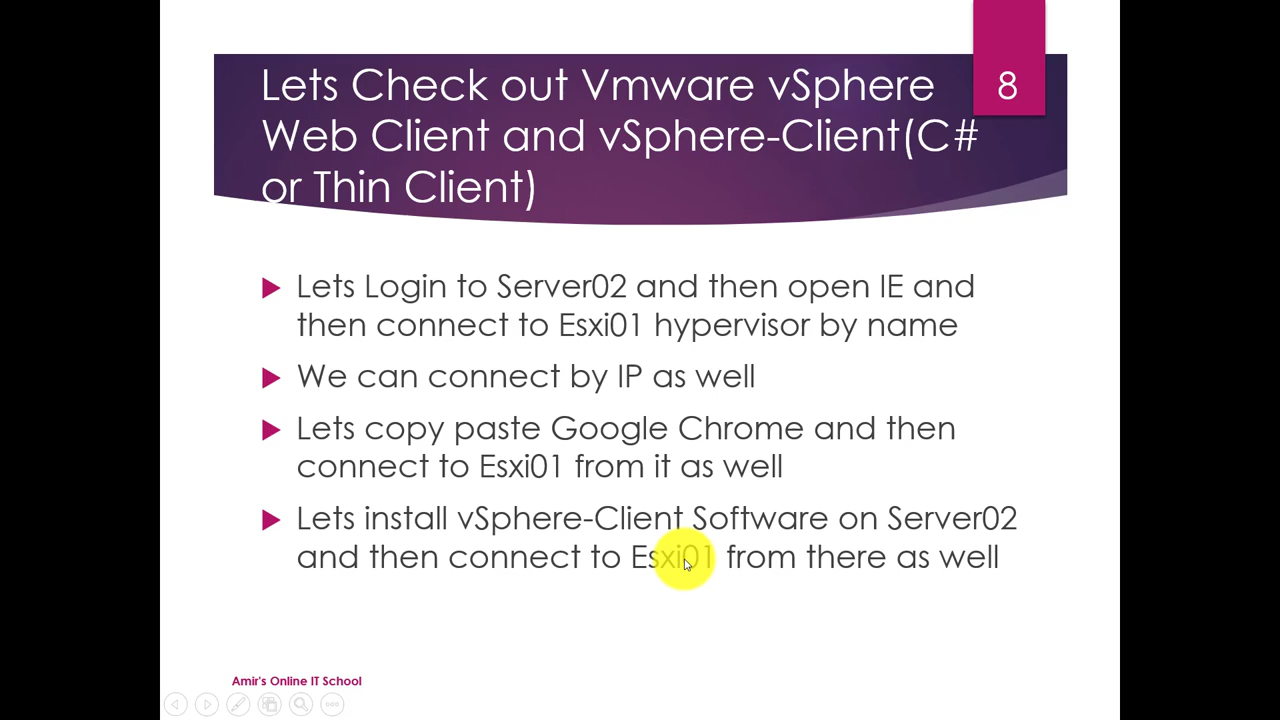 8
Lets Check out Vmware vSphere
Web Client and vSphere-Client(C#
or Thin Client)
Lets Login to Server02 and then open IE and
then connect to Esxi01 hypervisor by name
We can connect by IP as well
Lets copy paste Google Chrome and then
connect to Esxi01 from it as well
Lets install vSphere-Client Software on Server02
and then connect to Esxi01 from there as well
Amir's Online IT School